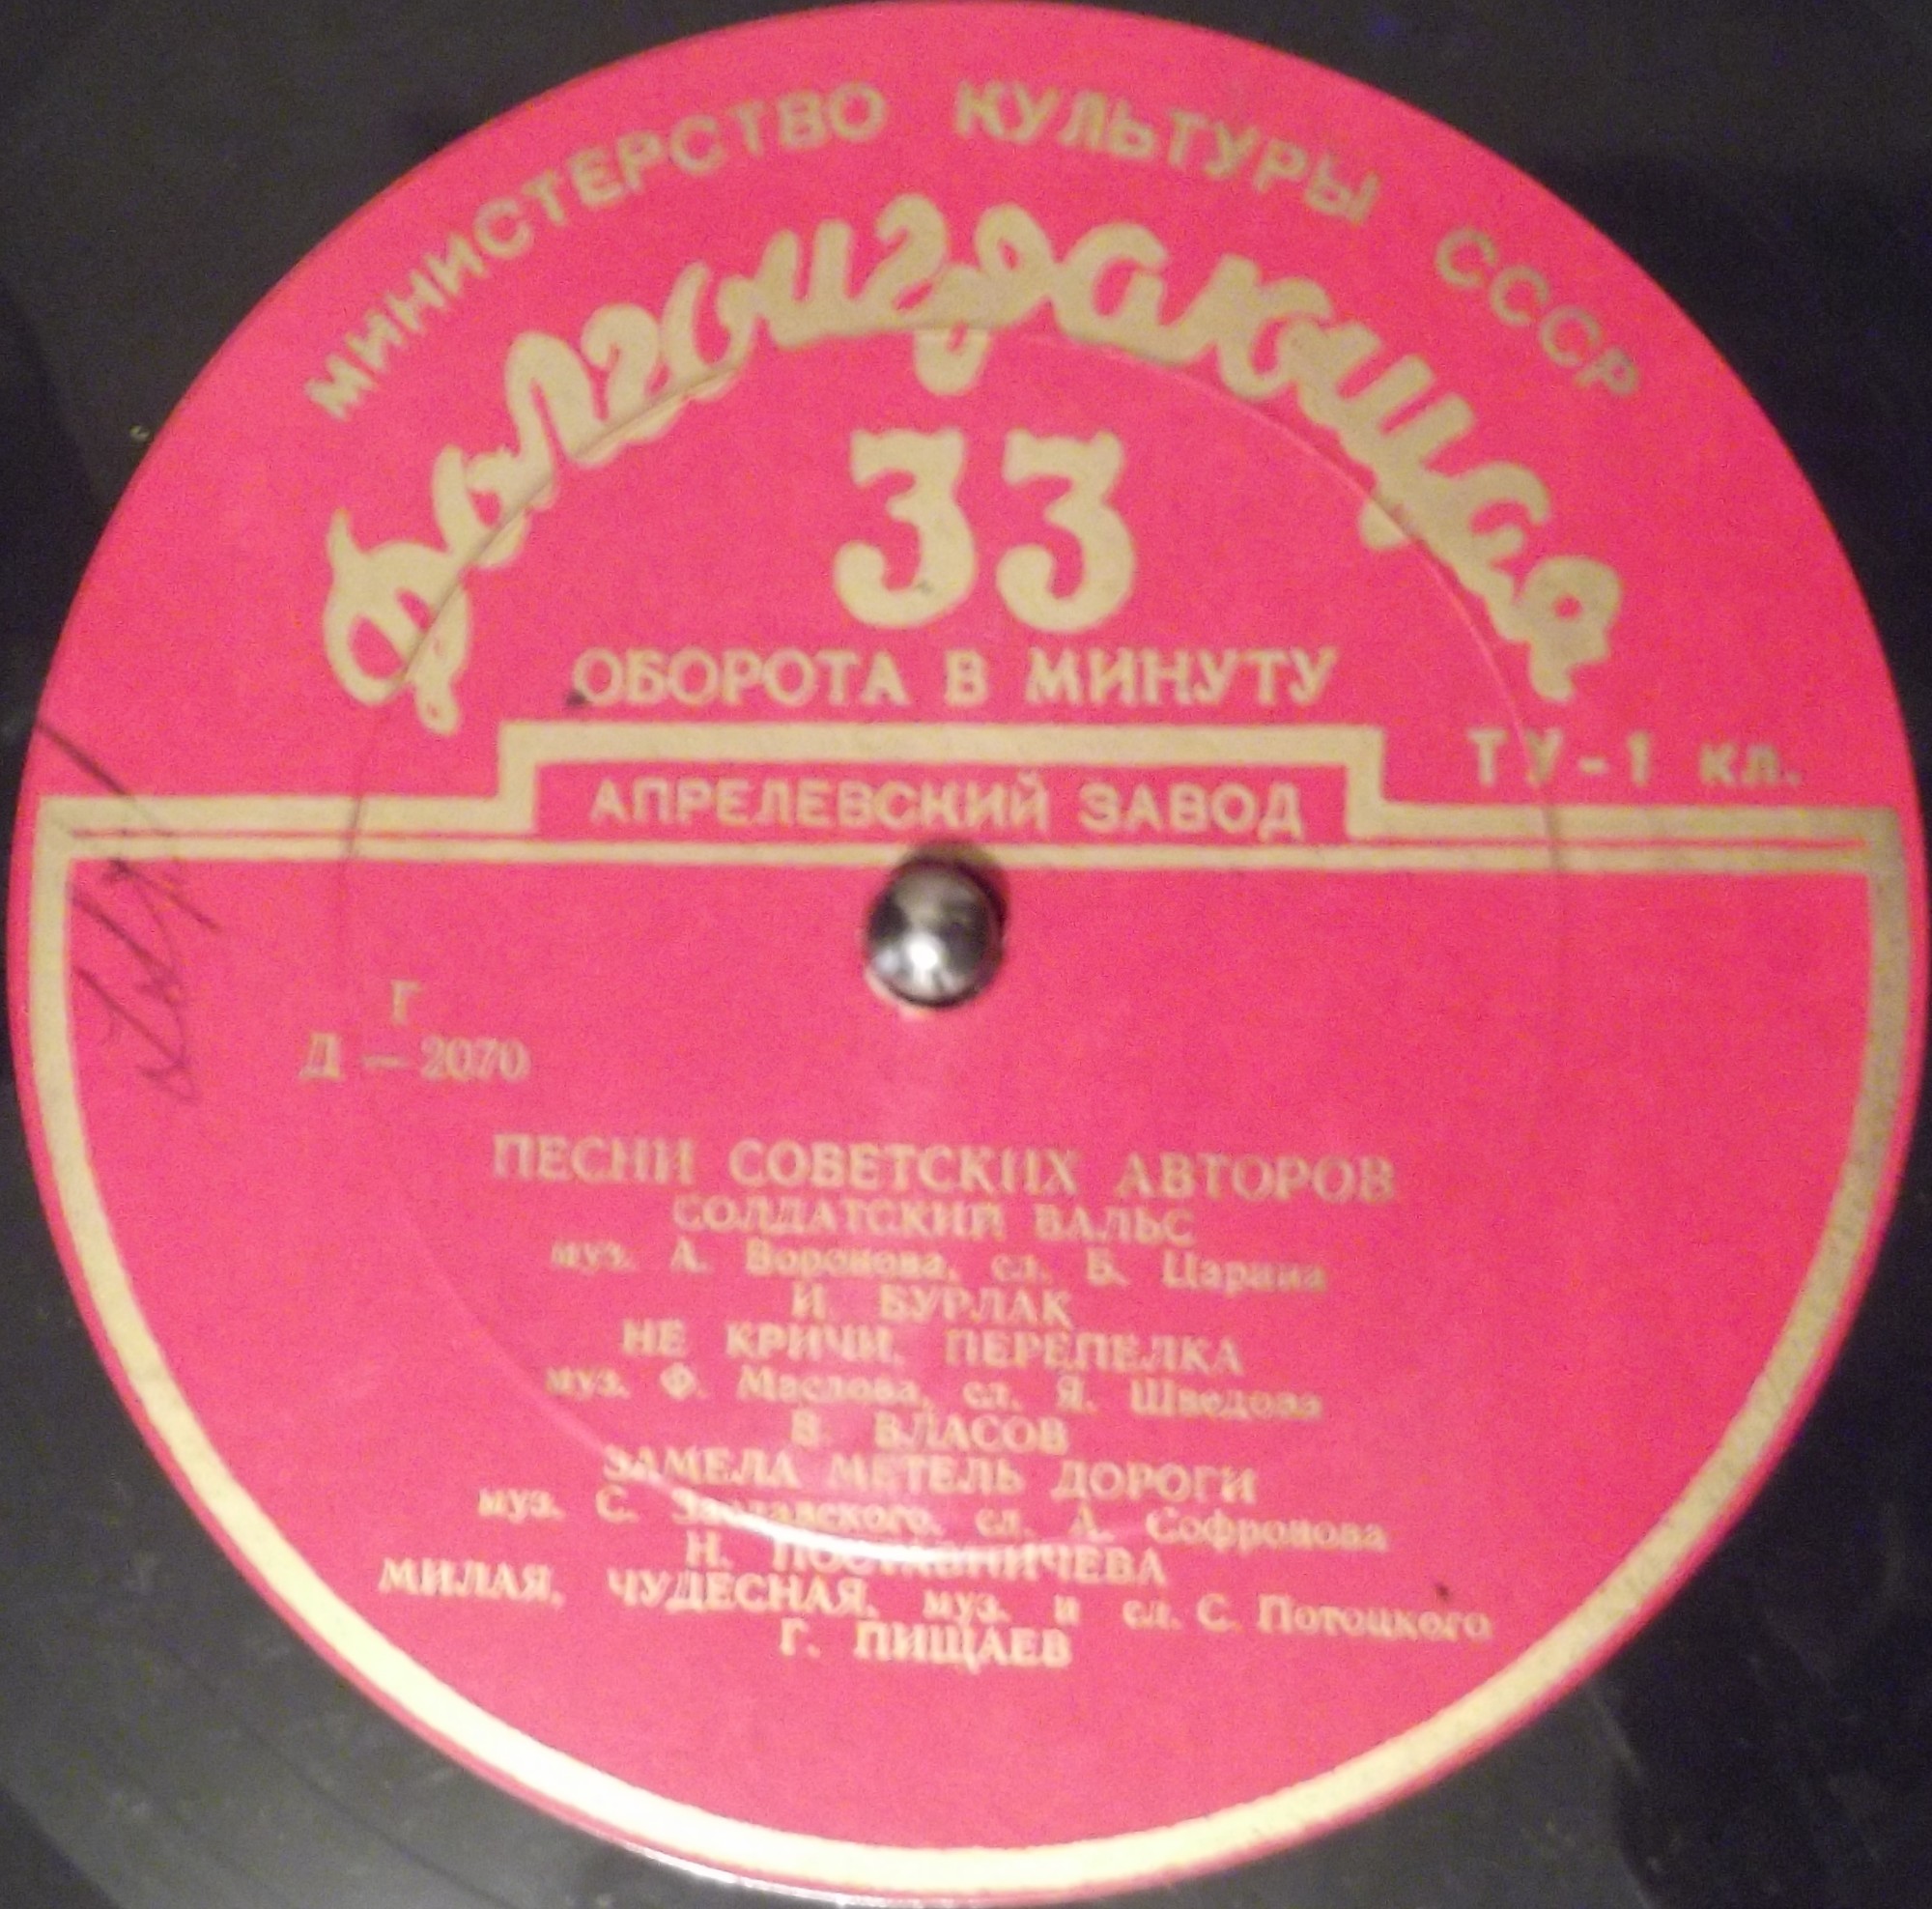 МИНИСТЕРСТВО КУЛЬТУРЫ СССР
Долгоиграющая
33
ОБОРОТА В МИНУТУ
ТУ-1 кл.
АПРЕЛЕВСКИЙ ЗАВОД
Г
Д — 2070
ПЕСНИ СОВЕТСКИХ АВТОРОВ
СОЛДАТСКИЙ ВАЛЬС
муз. А. Воронова, сл. Б. Царина
И. БУРЛАК
НЕ КРИЧИ, ПЕРЕПЕЛКА
муз. Ф. Маслова, сл. Я. Шведова
В. ВЛАСОВ
ЗАМЕЛА МЕТЕЛЬ ДОРОГИ
муз. С. Заславского, сл. А. Софронова
Н. ПОСТАВНИЧЕВА
МИЛАЯ, ЧУДЕСНАЯ, муз. и сл. С. Потоцкого
Г. ПИЩАЕВ